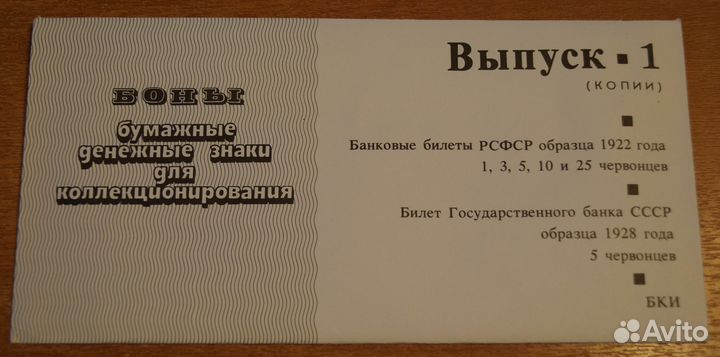 БОНЫ
бумажные
денежные знаки
для
коллекционирования
Выпуск ▪ 1
(КОПИИ)
Банковые билеты РСФСР образца 1922 года
1, 3, 5, 10 и 25 червонцев
Билет Государственного банка СССР
образца 1928 года
5 червонцев
БКИ
Avito